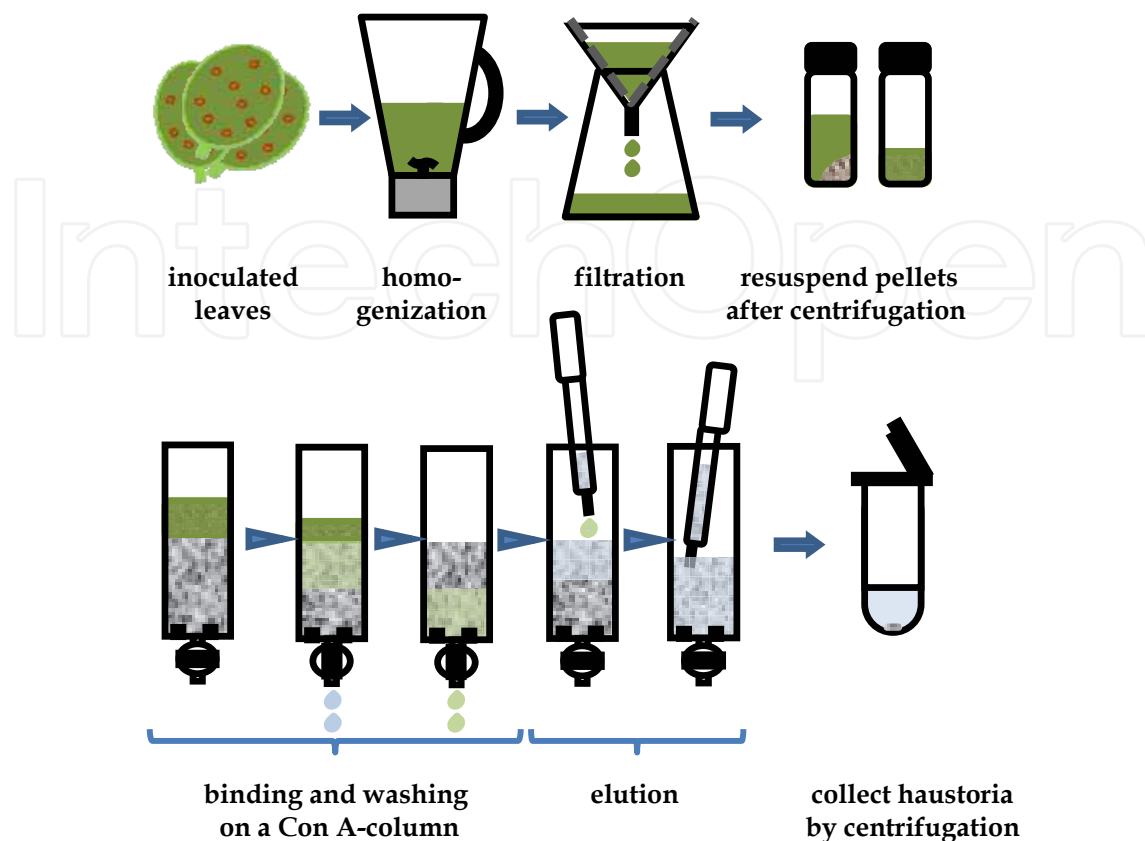 IntechOpen
inoculated
leaves
homo-
genization
filtration
resuspend pellets
after centrifugation
binding and washing
on a Con A-column
elution
collect haustoria
by centrifugation